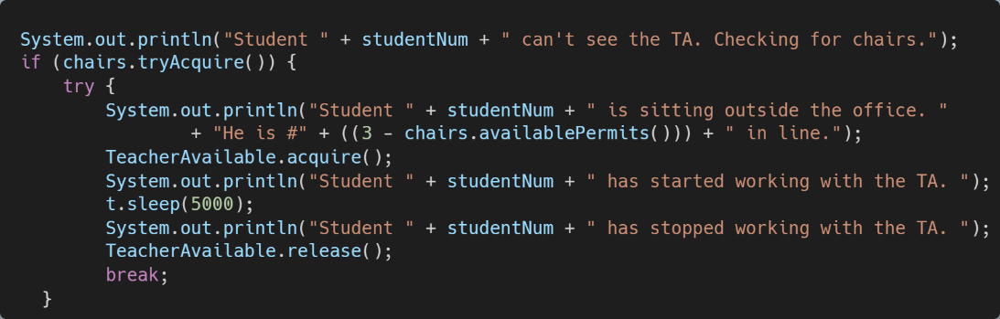 System.out.println("Student " + studentNum + " can't see the TA. Checking for chairs.");
if (chairs.tryAcquire()) {
    try {
        System.out.println("Student " + studentNum + " is sitting outside the office. "
                + "He is #" + ((3 - chairs.availablePermits())) + " in line.");
        TeacherAvailable.acquire();
        System.out.println("Student " + studentNum + " has started working with the TA. ");
        t.sleep(5000);
        System.out.println("Student " + studentNum + " has stopped working with the TA. ");
        TeacherAvailable.release();
        break;
  }